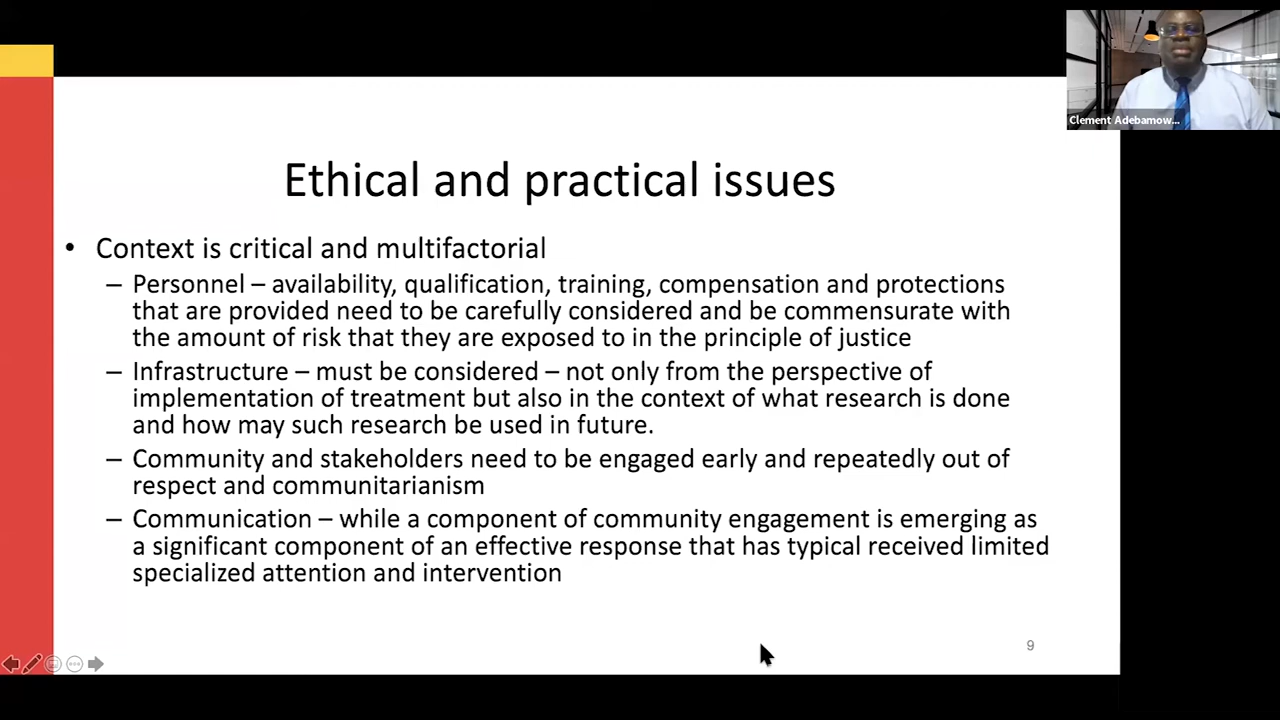 Clement Adebamow...
Ethical and practical issues
• Context is critical and multifactorial
– Personnel – availability, qualification, training, compensation and protections
that are provided need to be carefully considered and be commensurate with
the amount of risk that they are exposed to in the principle of justice
– Infrastructure – must be considered – not only from the perspective of
implementation of treatment but also in the context of what research is done
and how may such research be used in future.
– Community and stakeholders need to be engaged early and repeatedly out of
respect and communitarianism
– Communication – while a component of community engagement is emerging as
a significant component of an effective response that has typical received limited
specialized attention and intervention
9